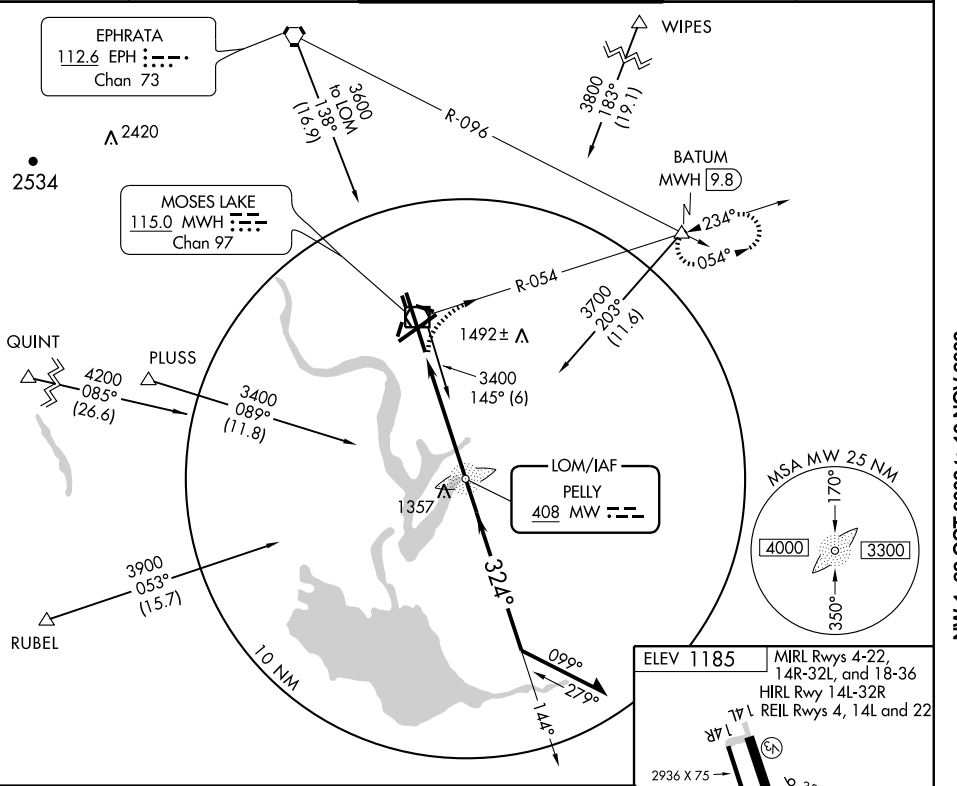 EPHRATA
112.6 EPH
Chan 73
WIPES
3800
183°
(19.1)
3600
to LOM
138°
(16.9)
R-096
2420
2534
BATUM
MWH 9.8
MOSES LAKE
115.0 MWH
Chan 97
234°
054°
R-054
3700
203°
(11.6)
1492±
QUINT
4200
085°
(26.6)
PLUSS
3400
089°
(11.8)
3400
145° (6)
LOM/IAF
PELLY
408 MW
1357
MSA MW 25 NM
170°
4000
3300
350°
324°
3900
053°
(15.7)
RUBEL
10 NM
099°
279°
144°
ELEV 1185
MIRL Rwys 4-22,
14R-32L, and 18-36
HIRL Rwy 14L-32R
REIL Rwys 4, 14L and 22
14L
14R
V3
2936 X 75